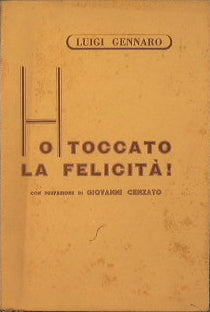 LUIGI GENNARO
HO TOCCATO
LA FELICITÀ!
CON PREFAZIONE DI GIOVANNI CENZATO